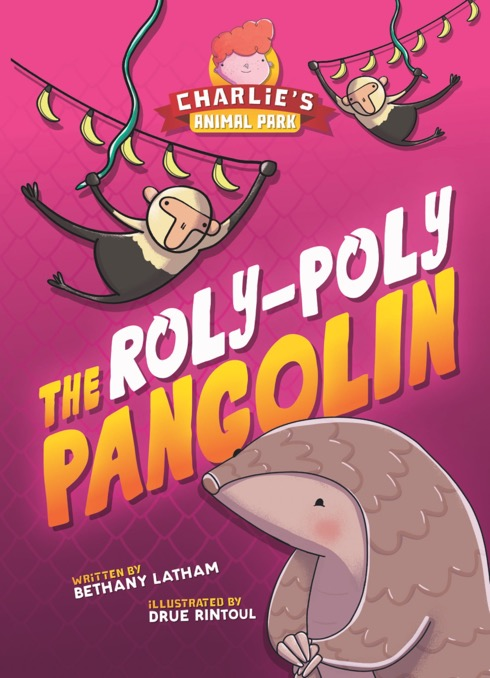 CHARLIE'S
ANIMAL PARK
THE ROLY-POLY
PANGOLIN
WRITTEN BY
BETHANY LATHAM
ILLUSTRATED BY
DRUE RINTOUL